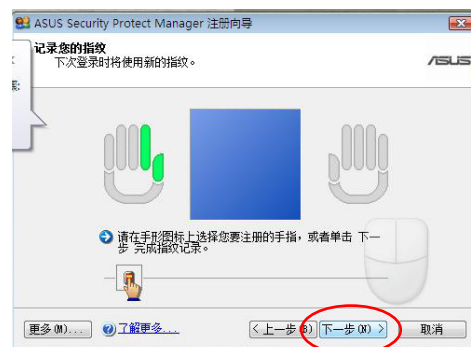 ASUS Security Protect Manager 注册向导
记录您的指纹
下次登录时将使用新的指纹。
ASUS
请在手形图标上选择您要注册的手指，或者单击 下一
步 完成指纹记录。
更多(M)... 了解更多... < 上一步(B) 下一步(N) > 取消